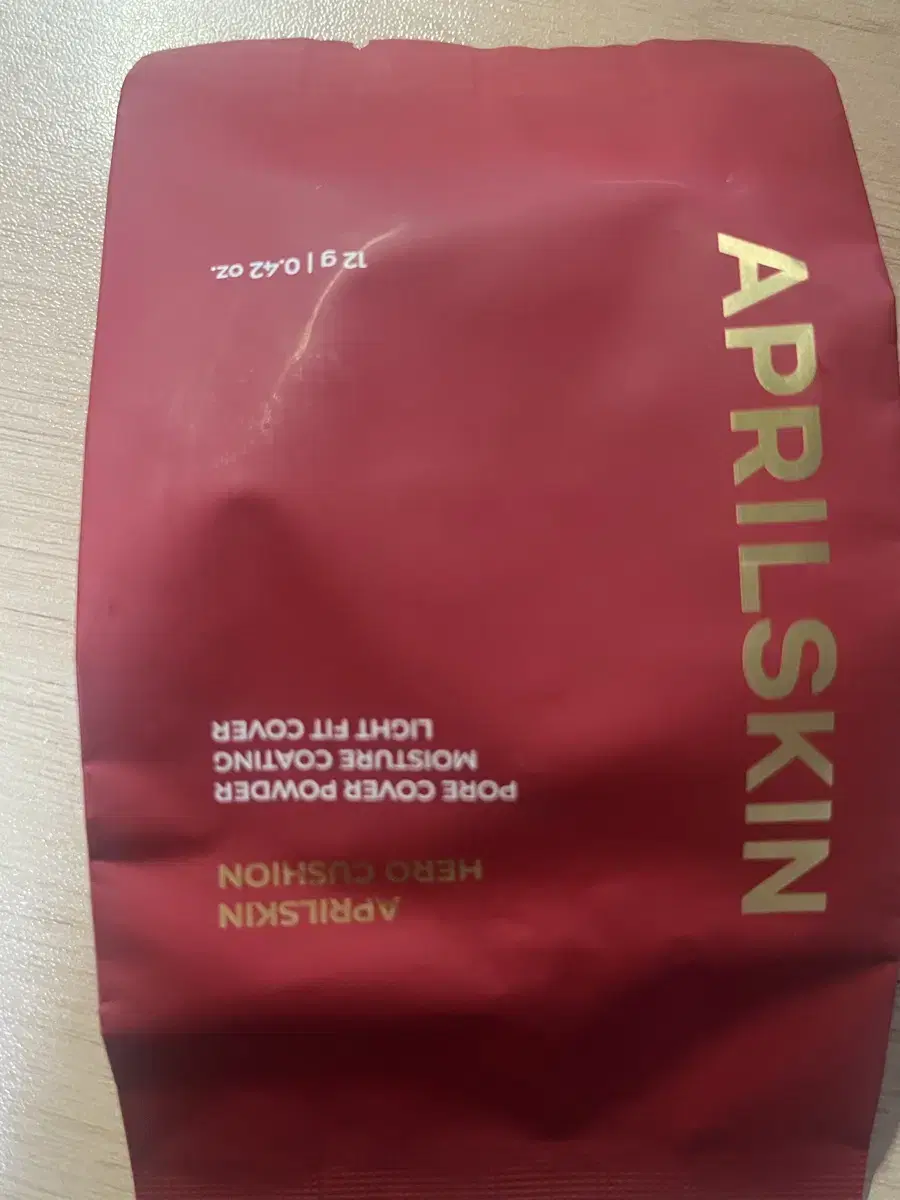 APRILSKIN
APRILSKIN
HERO CUSHION
PORE COVER POWDER
MOISTURE COATING
LIGHT FIT COVER
12 g | 0.42 oz.